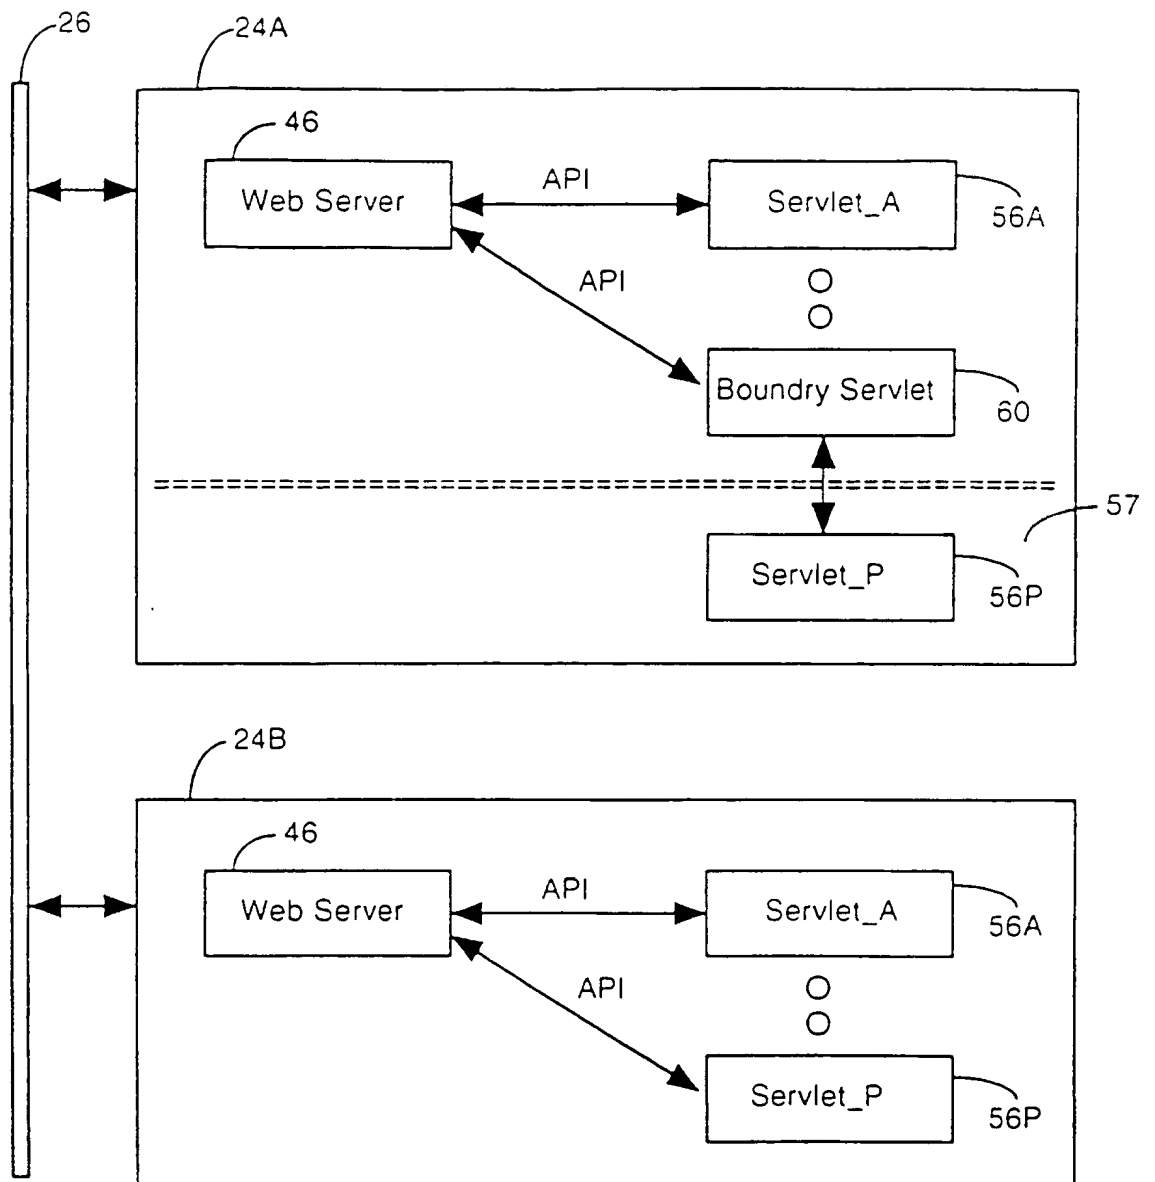 26
24A
46
Web Server
API
Servlet_A
56A
API
Boundry Servlet
60
57
Servlet_P
56P
24B
46
Web Server
API
Servlet_A
56A
API
Servlet_P
56P